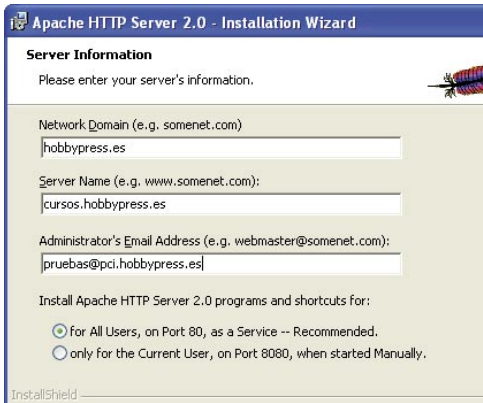 Apache HTTP Server 2.0 - Installation Wizard
Server Information
Please enter your server's information.
Network Domain (e.g. somenet.com)
hobbypress.es
Server Name (e.g. www.somenet.com):
cursos.hobbypress.es
Administrator's Email Address (e.g. webmaster@somenet.com):
pruebas@pci.hobbypress.es
Install Apache HTTP Server 2.0 programs and shortcuts for:
for All Users, on Port 80, as a Service -- Recommended.
only for the Current User, on Port 8080, when started Manually.
InstallShield